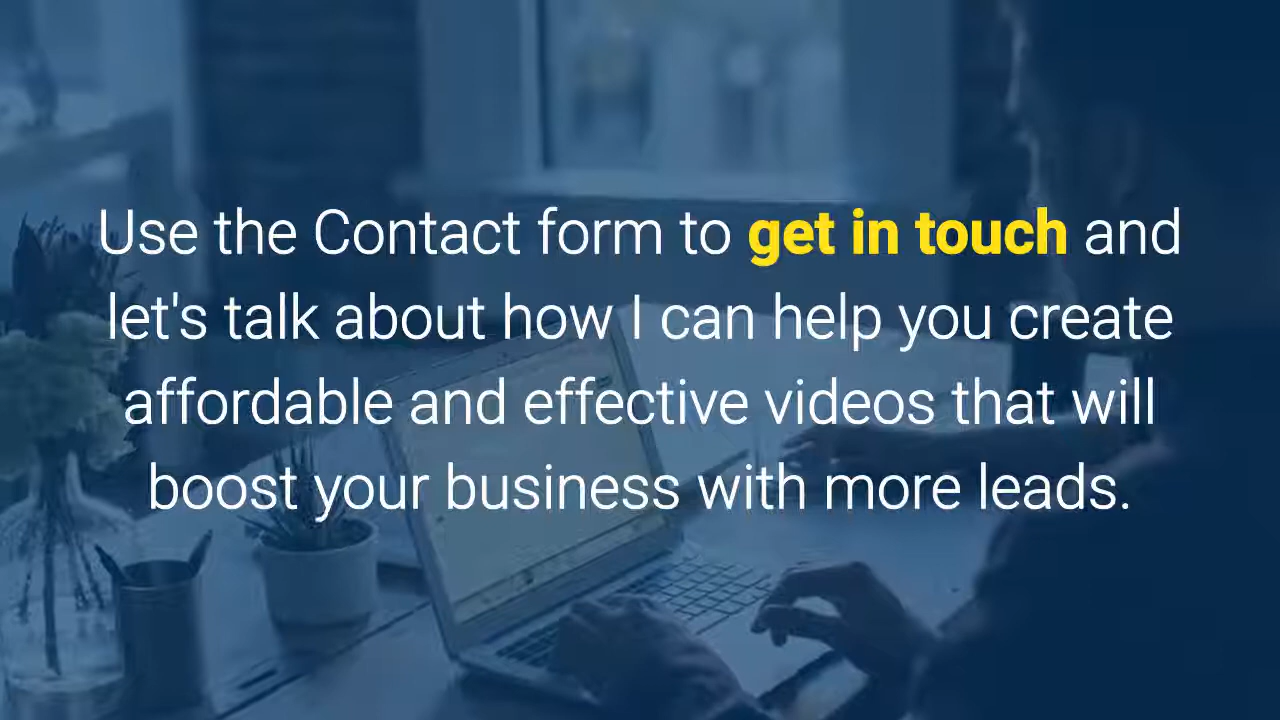 Use the Contact form to get in touch and
let's talk about how I can help you create
affordable and effective videos that will
boost your business with more leads.